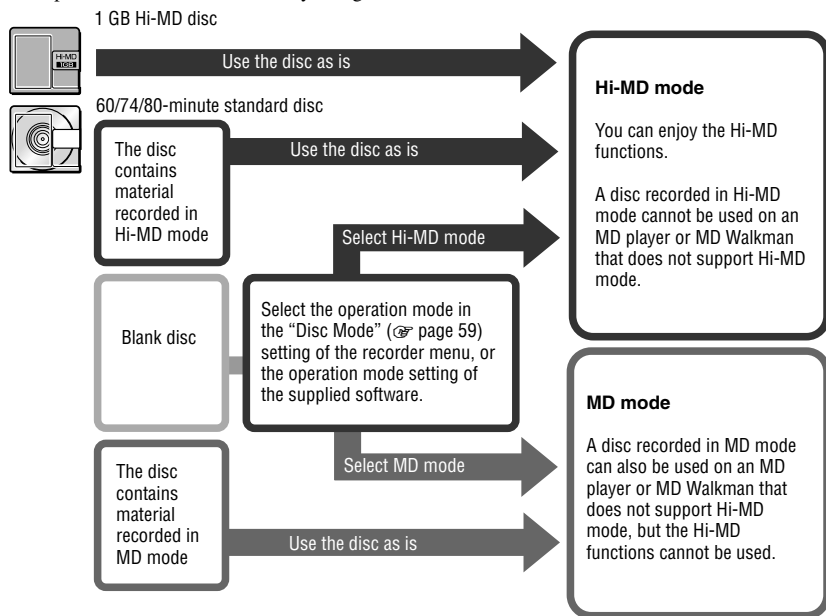 1 GB Hi-MD disc
Hi-MD
1GB
Use the disc as is
60/74/80-minute standard disc
The disc
contains
material
recorded in
Hi-MD mode
Use the disc as is
Select Hi-MD mode
Hi-MD mode
You can enjoy the Hi-MD
functions.
A disc recorded in Hi-MD
mode cannot be used on an
MD player or MD Walkman
that does not support Hi-MD
mode.
Blank disc
Select the operation mode in
the “Disc Mode” (☞ page 59)
setting of the recorder menu, or
the operation mode setting of
the supplied software.
Select MD mode
The disc
contains
material
recorded in
MD mode
Use the disc as is
MD mode
A disc recorded in MD mode
can also be used on an MD
player or MD Walkman that
does not support Hi-MD
mode, but the Hi-MD
functions cannot be used.